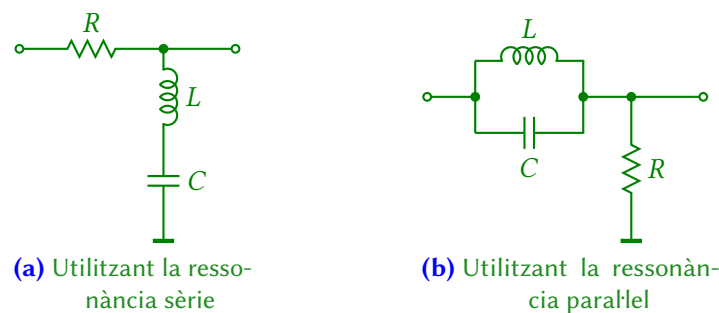 R
L
C
(a) Utilitzant la resso-
nància sèrie
L
C
R
(b) Utilitzant la ressonàn-
cia paral·lel